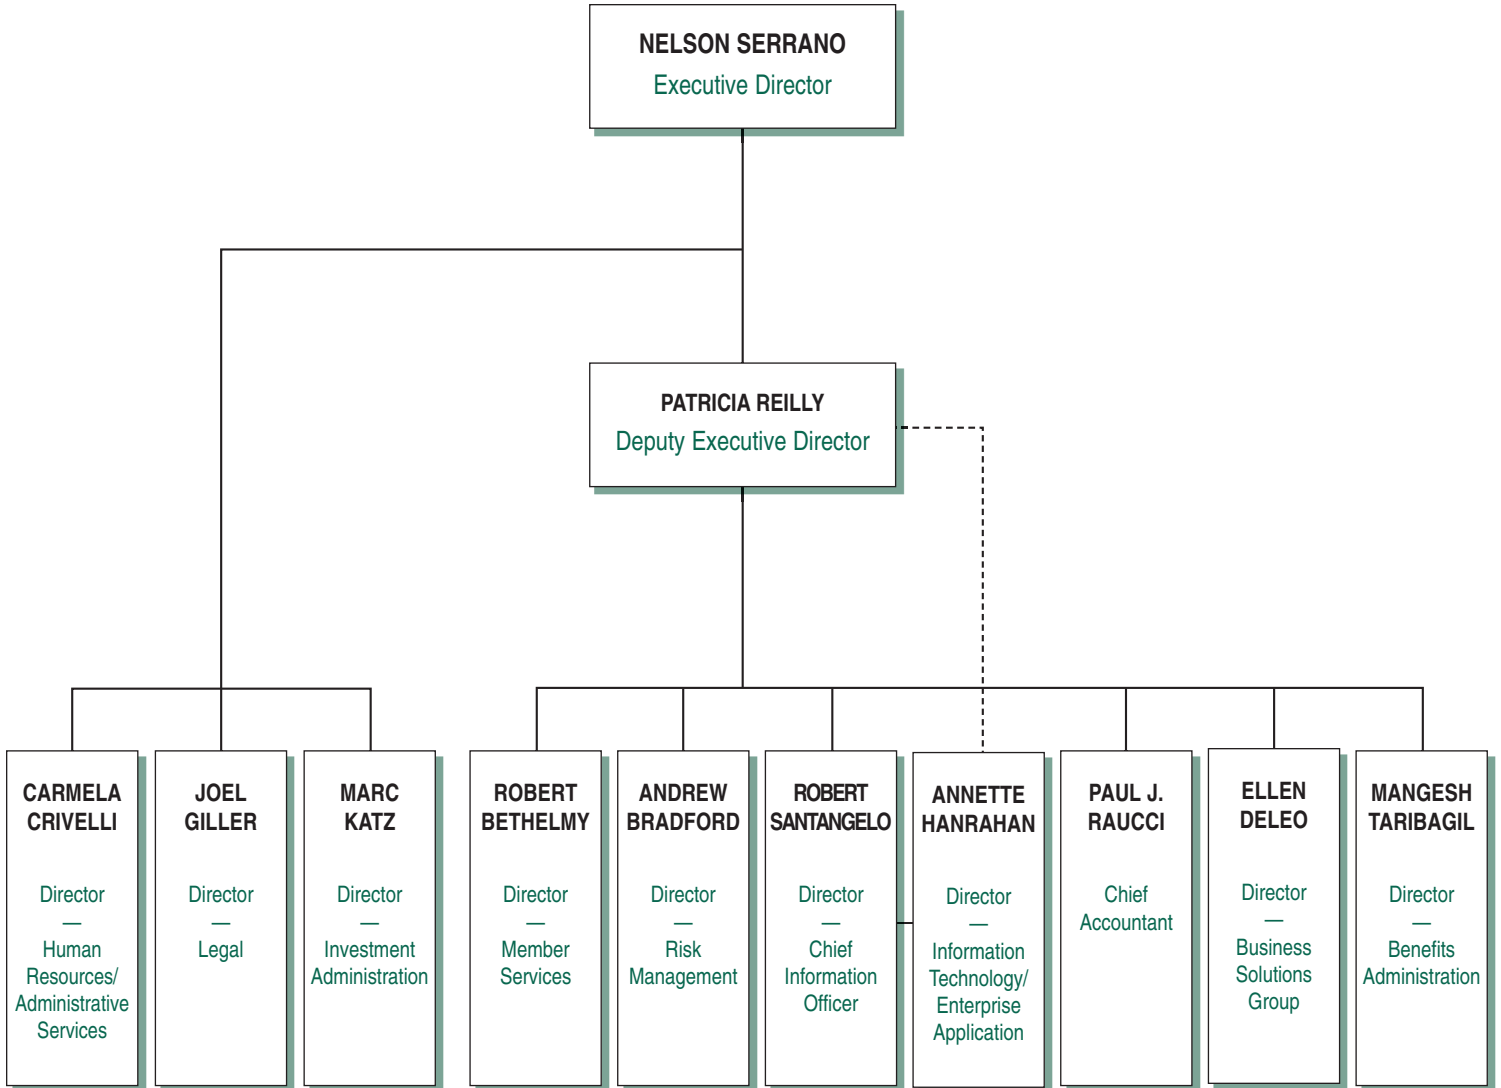 NELSON SERRANO
Executive Director
PATRICIA REILLY
Deputy Executive Director
CARMELA
CRIVELLI
Director
—
Human
Resources/
Administrative
Services
JOEL
GILLER
Director
—
Legal
MARC
KATZ
Director
—
Investment
Administration
ROBERT
BETHELMY
Director
—
Member
Services
ANDREW
BRADFORD
Director
—
Risk
Management
ROBERT
SANTANGELO
Director
—
Chief
Information
Officer
ANNETTE
HANRAHAN
Director
—
Information
Technology/
Enterprise
Application
PAUL J.
RAUCCI
Chief
Accountant
ELLEN
DELEO
Director
—
Business
Solutions
Group
MANGESH
TARIBAGIL
Director
—
Benefits
Administration